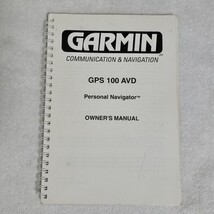 GARMIN
COMMUNICATION & NAVIGATION
GPS 100 AVD
Personal Navigator™
OWNER'S MANUAL